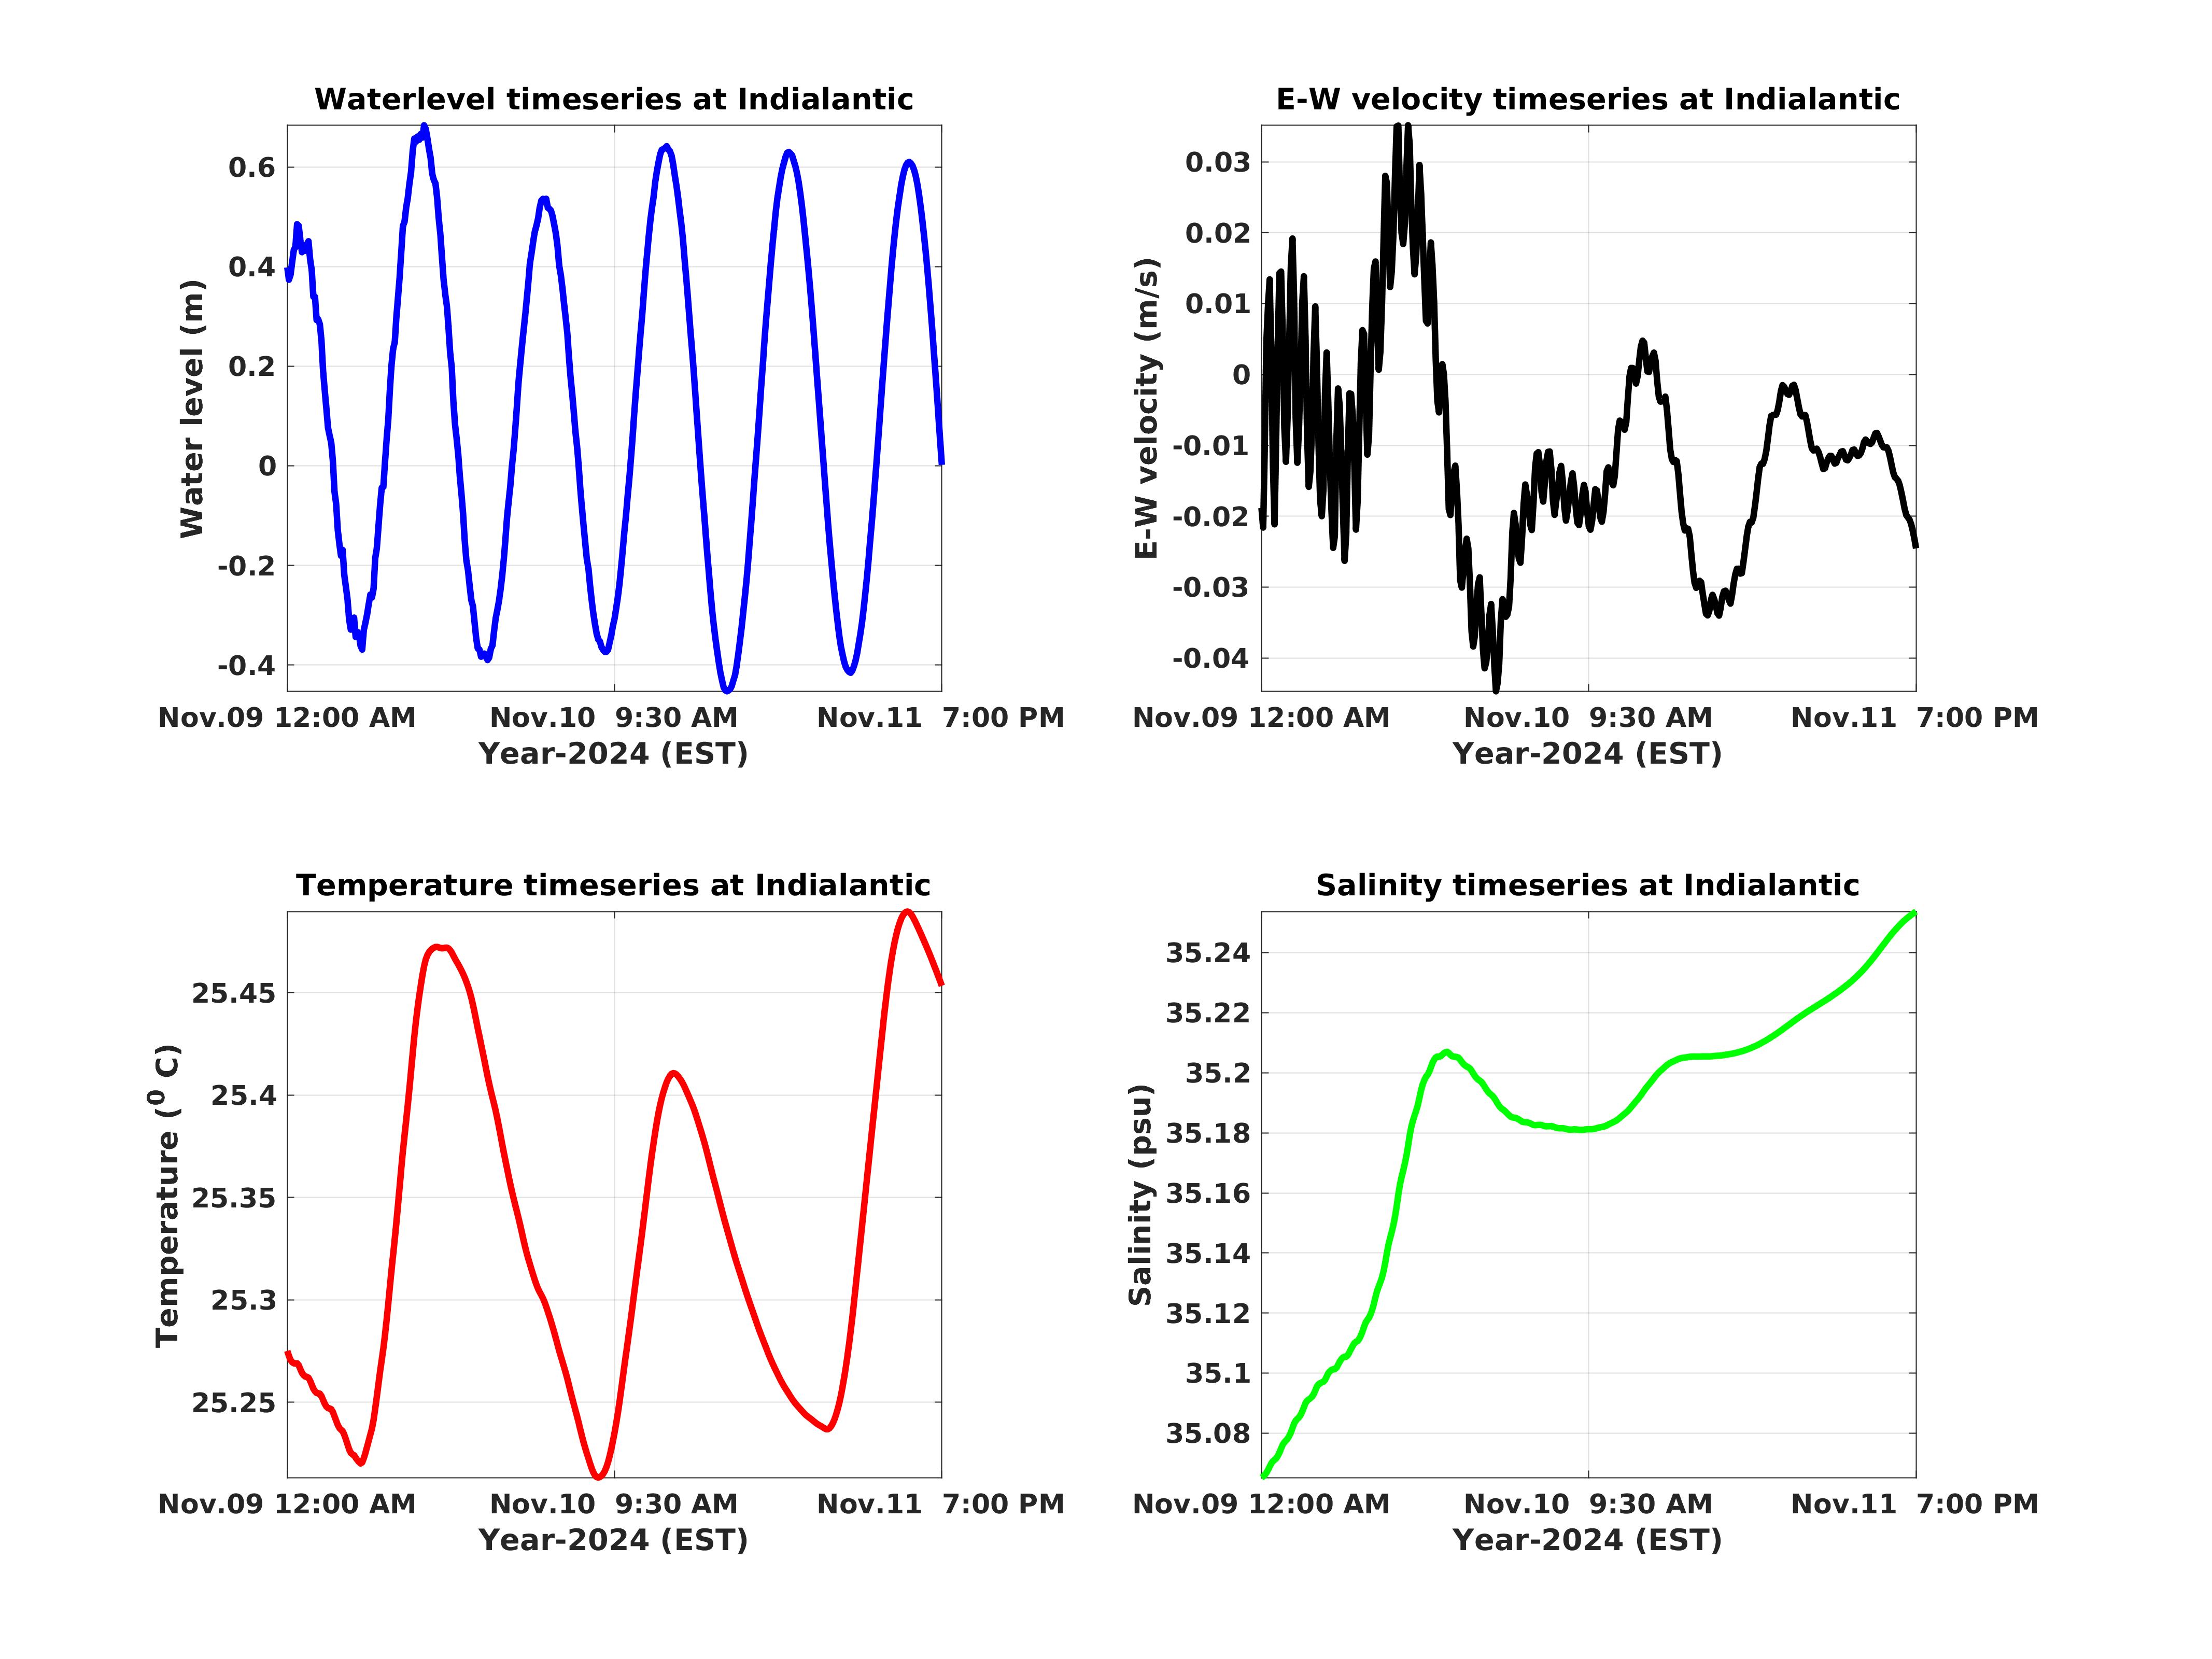 Waterlevel timeseries at Indialantic
0.6
0.4
0.2
0
-0.2
-0.4
Water level (m)
Nov.09 12:00 AM Nov.10 9:30 AM Nov.11 7:00 PM
Year-2024 (EST)
E-W velocity timeseries at Indialantic
0.03
0.02
0.01
0
-0.01
-0.02
-0.03
-0.04
E-W velocity (m/s)
Nov.09 12:00 AM Nov.10 9:30 AM Nov.11 7:00 PM
Year-2024 (EST)
Temperature timeseries at Indialantic
25.45
25.4
25.35
25.3
25.25
Temperature (⁰ C)
Nov.09 12:00 AM Nov.10 9:30 AM Nov.11 7:00 PM
Year-2024 (EST)
Salinity timeseries at Indialantic
35.24
35.22
35.2
35.18
35.16
35.14
35.12
35.1
35.08
Salinity (psu)
Nov.09 12:00 AM Nov.10 9:30 AM Nov.11 7:00 PM
Year-2024 (EST)